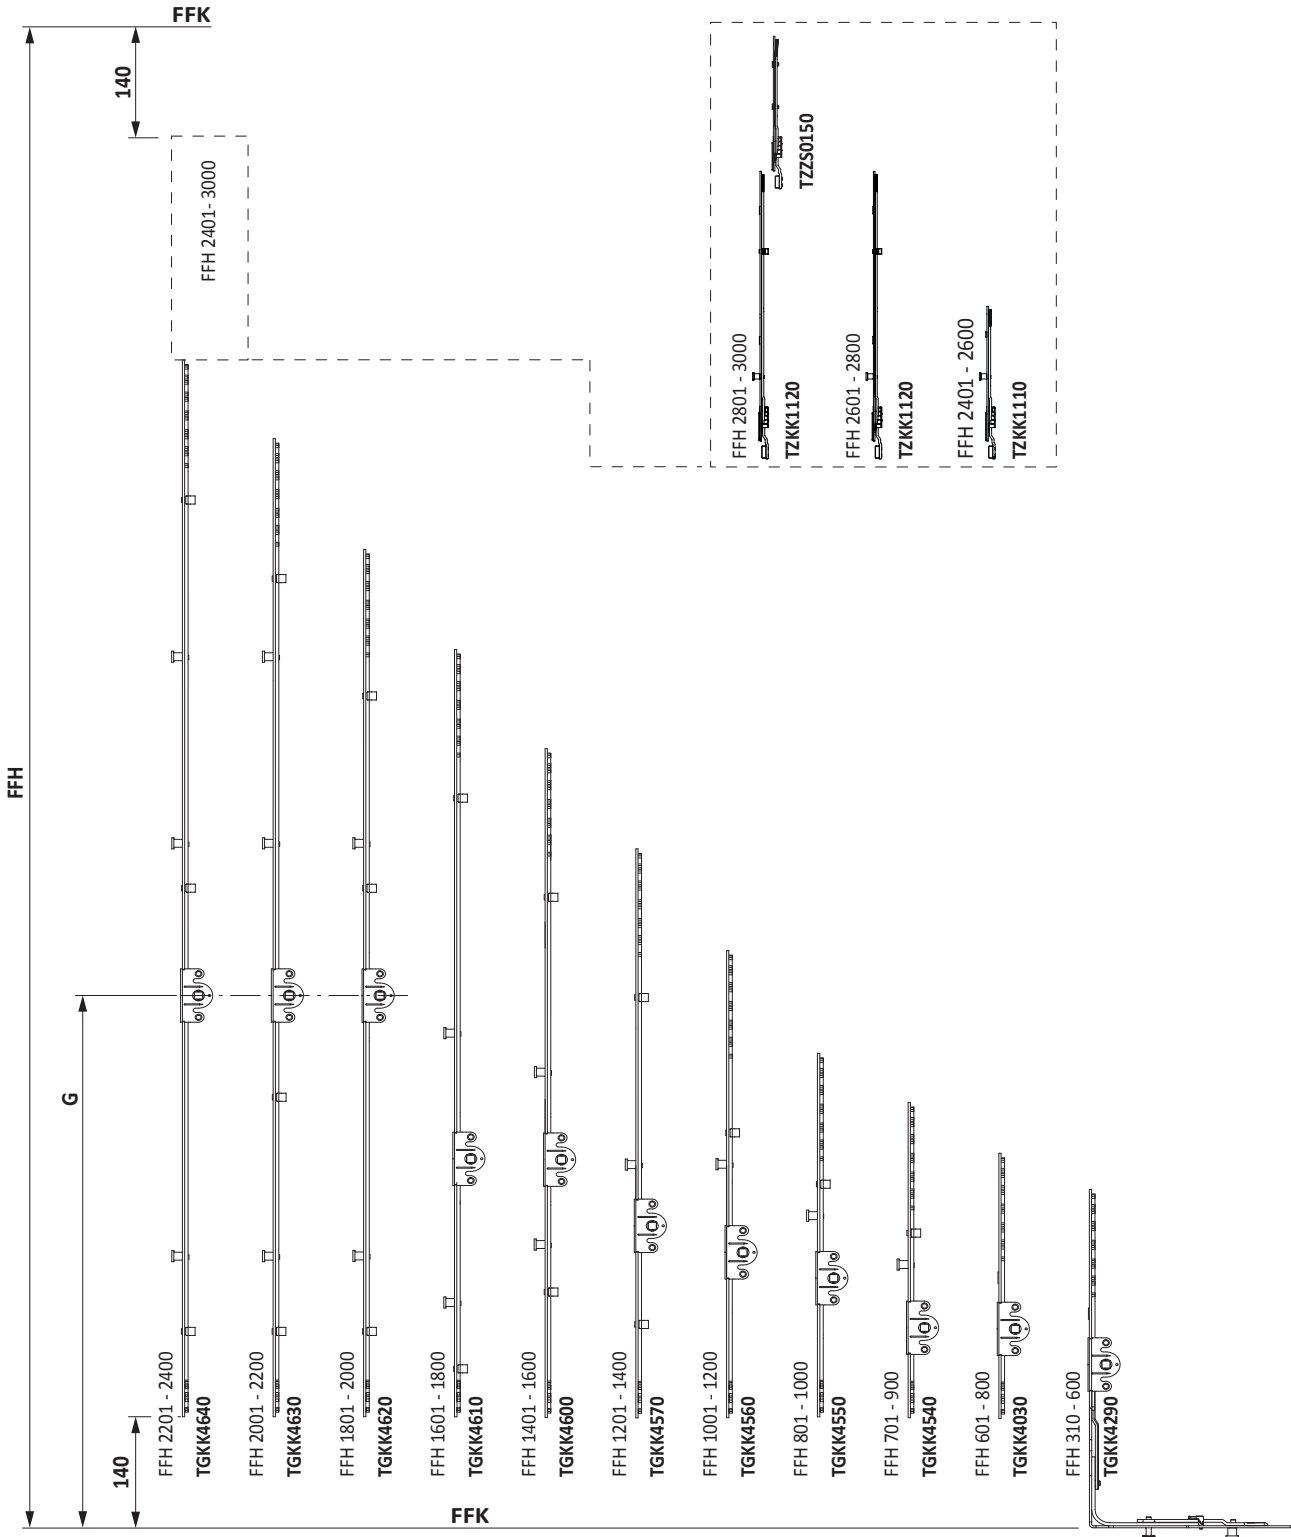 FFK
140
FFH 2401- 3000
TZZS0150
FFH 2801 - 3000
TZKK1120
FFH 2601 - 2800
TZKK1120
FFH 2401 - 2600
TZKK1110
FFH
G
FFH 2201 - 2400
TGKK4640
FFH 2001 - 2200
TGKK4630
FFH 1801 - 2000
TGKK4620
FFH 1601 - 1800
TGKK4610
FFH 1401 - 1600
TGKK4600
FFH 1201 - 1400
TGKK4570
FFH 1001 - 1200
TGKK4560
FFH 801 - 1000
TGKK4550
FFH 701 - 900
TGKK4540
FFH 601 - 800
TGKK4030
FFH 310 - 600
TGKK4290
140
FFK